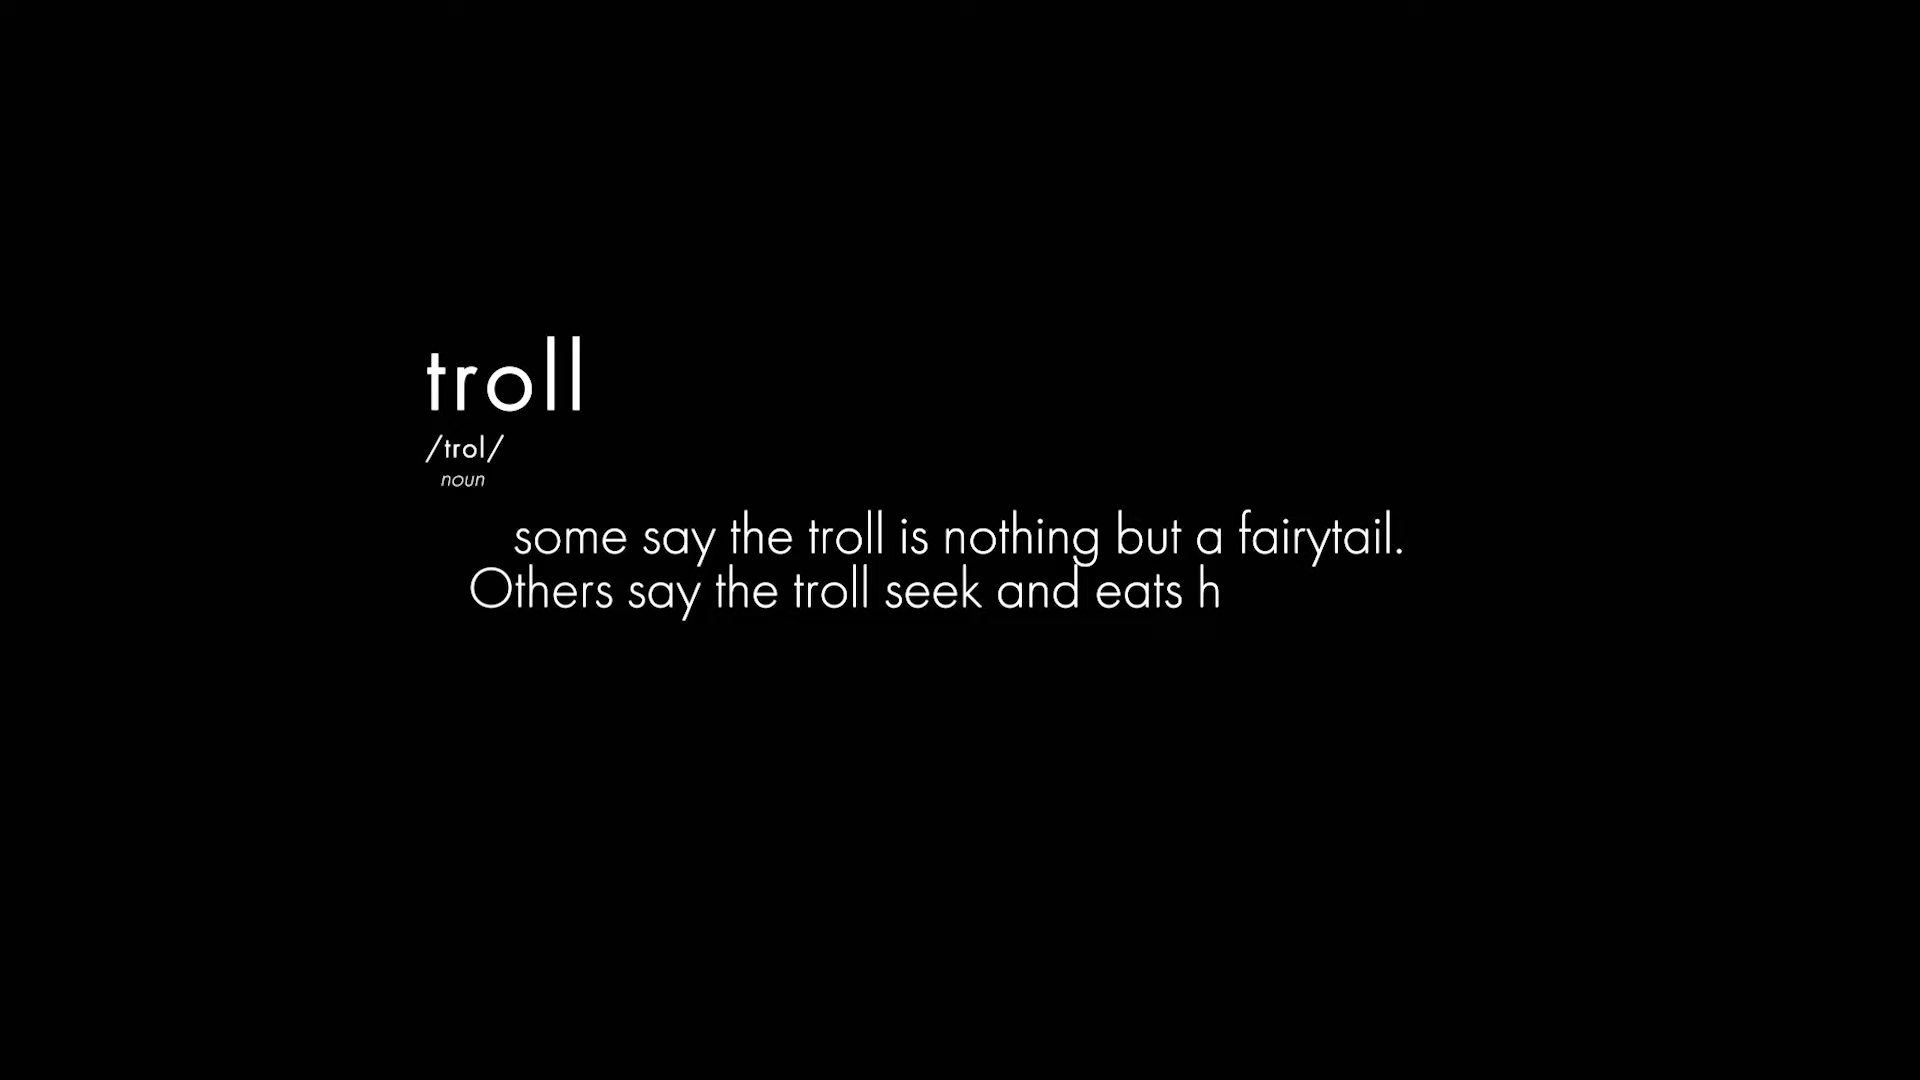 troll
/trol/
noun
some say the troll is nothing but a fairytail.
Others say the troll seek and eats h